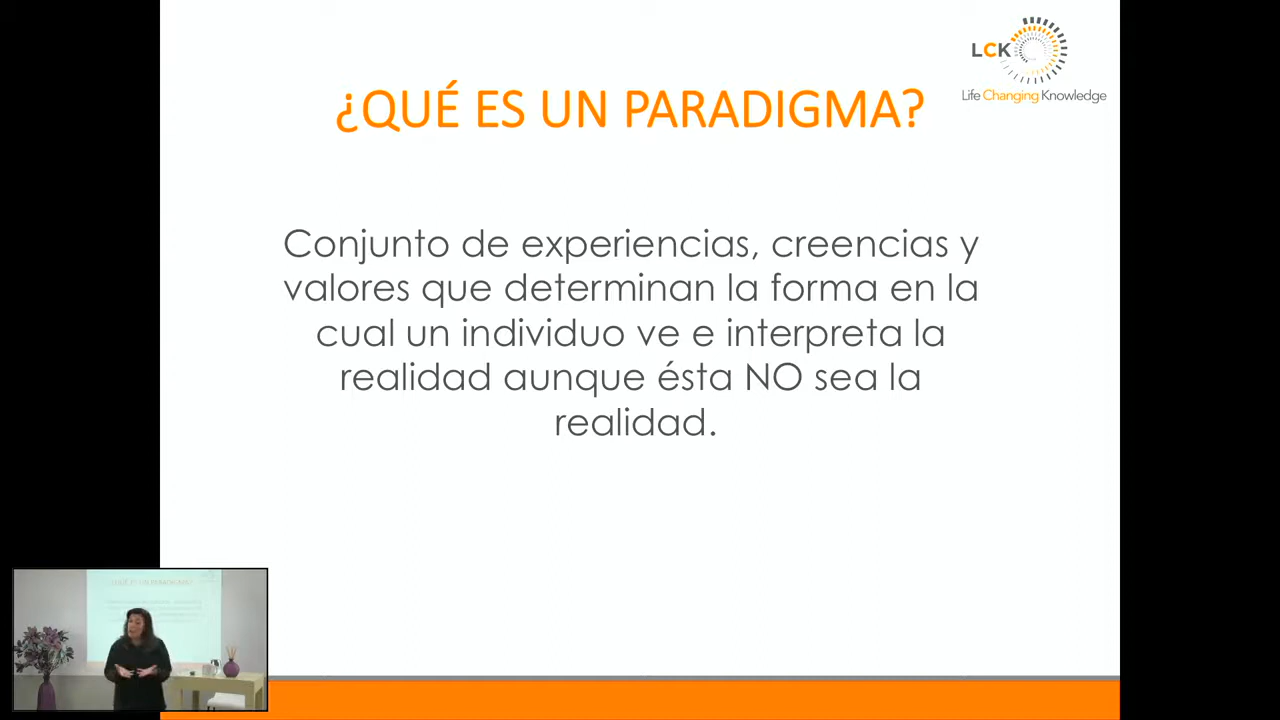 LCK
Life Changing Knowledge
¿QUÉ ES UN PARADIGMA?
Conjunto de experiencias, creencias y
valores que determinan la forma en la
cual un individuo ve e interpreta la
realidad aunque ésta NO sea la
realidad.